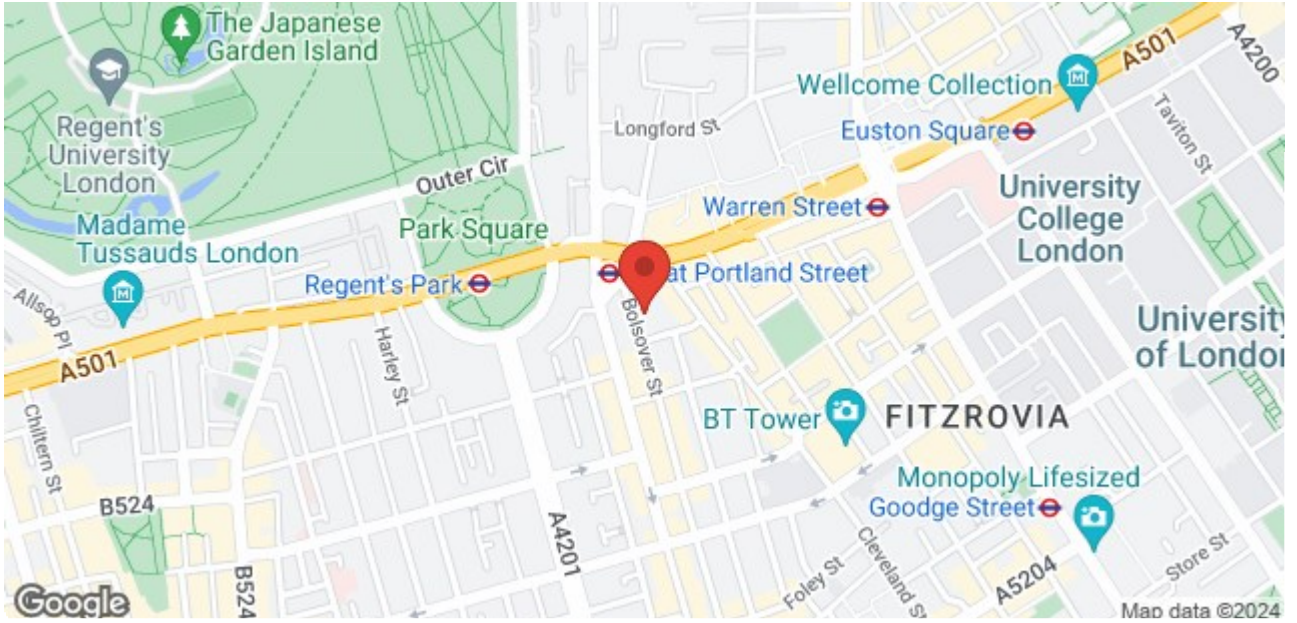 The Japanese
Garden Island
Regent's
University
London
Madame
Tussauds London
Outer Cir
Park Square
Regent's Park
Longford St
Wellcome Collection
Euston Square
Warren Street
A501
A4200
Taviton St
University
College
London
at Portland Street
Bolsover St
Allsop Pl
A501
Harley St
Chiltern St
B524
B524
A4201
BT Tower
FITZROVIA
University
of London
Monopoly Lifesized
Goodge Street
Cleveland St
Foley St
A5204
Store St
Google
Map data ©2024